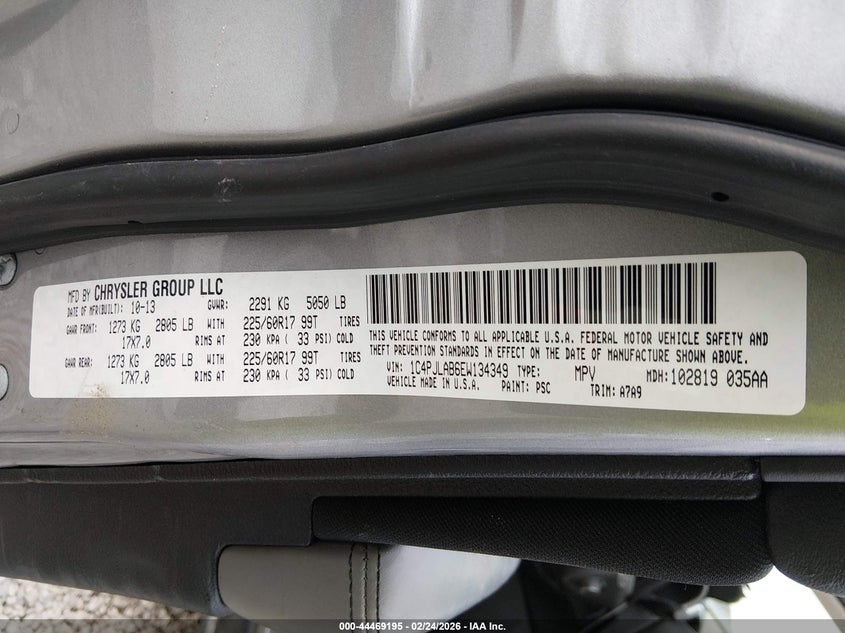 MFD BY CHRYSLER GROUP LLC
DATE OF MFR(BUILT): 10-13 GVWR: 2291 KG 5050 LB
GAWR FRONT: 1273 KG 2805 LB WITH 225/60R17 99T TIRES
17X7.0 RIMS AT 230 KPA ( 33 PSI) COLD
GAWR REAR: 1273 KG 2805 LB WITH 225/60R17 99T TIRES
17X7.0 RIMS AT 230 KPA ( 33 PSI) COLD
THIS VEHICLE CONFORMS TO ALL APPLICABLE U.S.A. FEDERAL MOTOR VEHICLE SAFETY AND
THEFT PREVENTION STANDARDS IN EFFECT ON THE DATE OF MANUFACTURE SHOWN ABOVE.
VIN: 1C4PJLAB6EW134349 TYPE: MPV MDH: 102819 035AA
VEHICLE MADE IN U.S.A. PAINT: PSC TRIM: A7A9
000-44469195 - 02/24/2026 - IAA Inc.